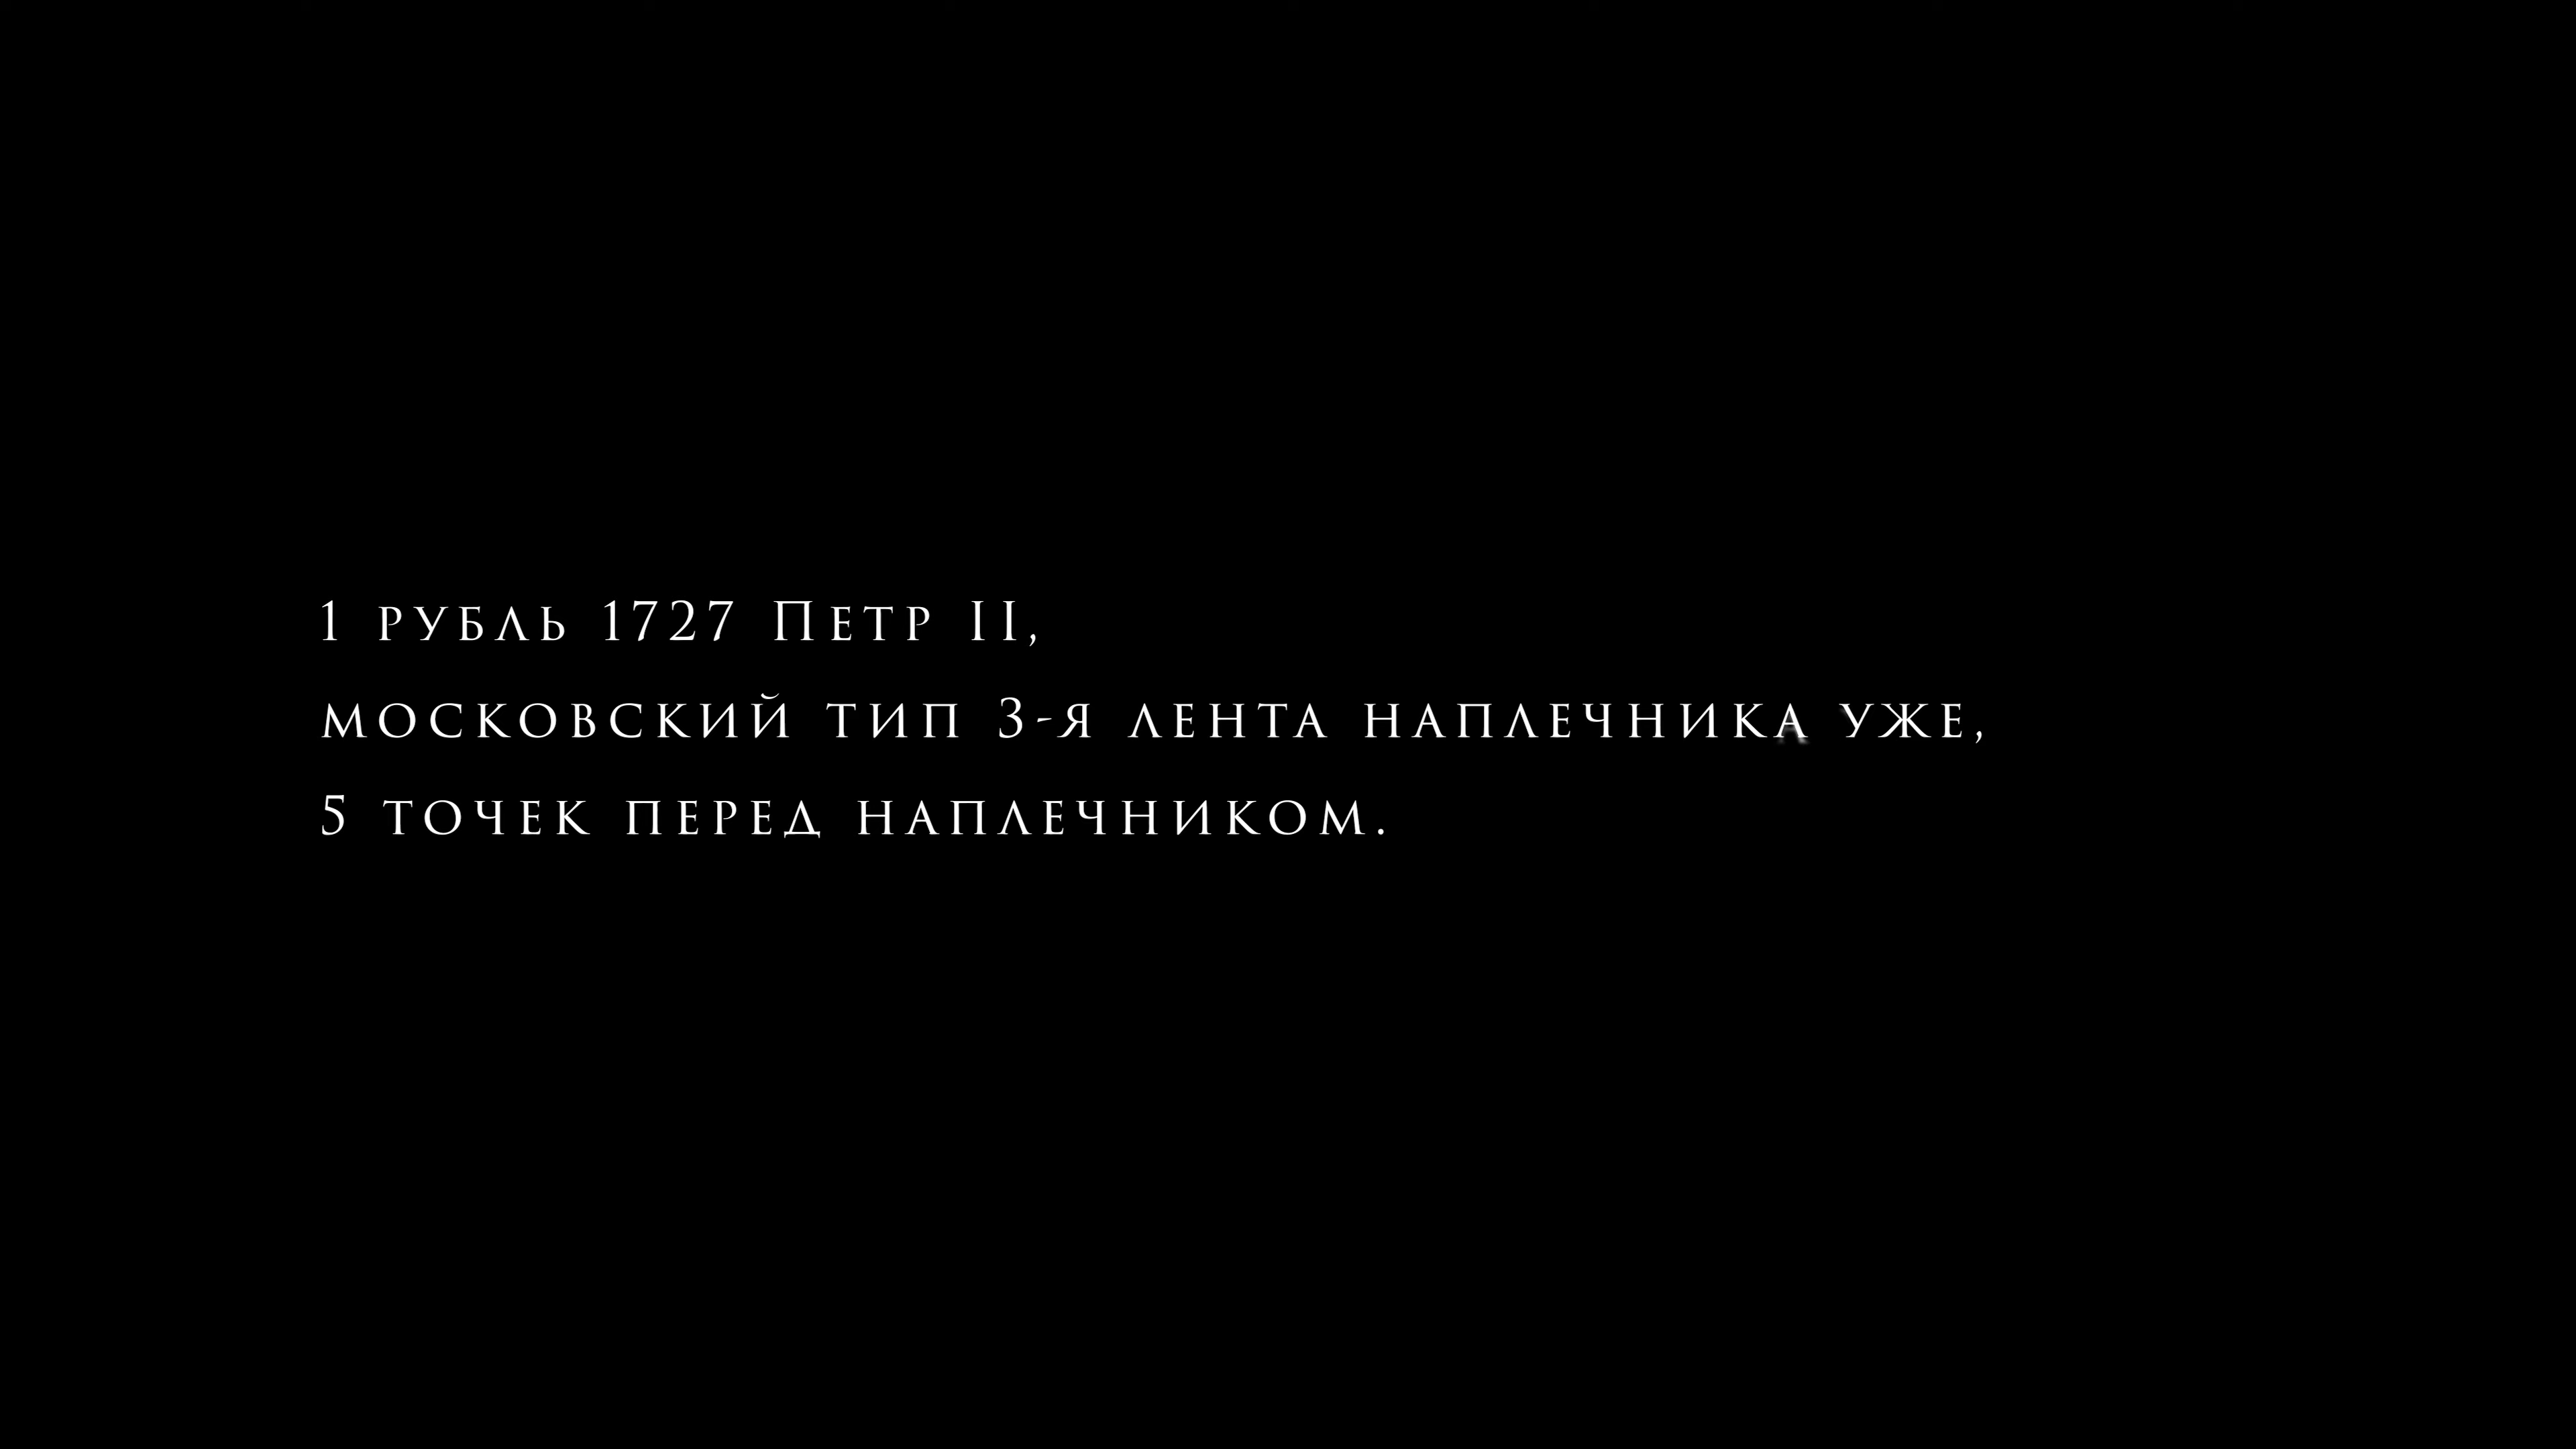 1 рубль 1727 Петр II,
московский тип 3-я лента наплечника уже,
5 точек перед наплечником.